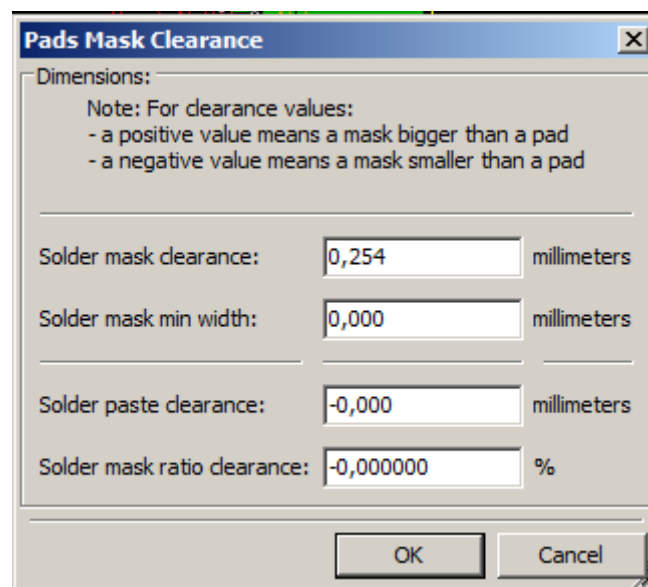 Pads Mask Clearance
Dimensions:
Note: For clearance values:
- a positive value means a mask bigger than a pad
- a negative value means a mask smaller than a pad
Solder mask clearance: 0,254 millimeters
Solder mask min width: 0,000 millimeters
Solder paste clearance: -0,000 millimeters
Solder mask ratio clearance: -0,000000 %
OK Cancel